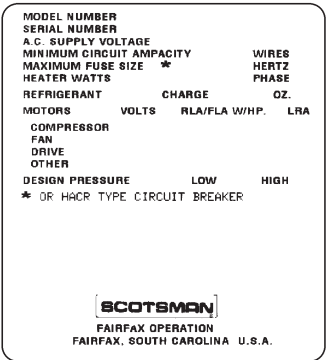 MODEL NUMBER
SERIAL NUMBER
A.C. SUPPLY VOLTAGE
MINIMUM CIRCUIT AMPACITY WIRES
MAXIMUM FUSE SIZE * HERTZ
HEATER WATTS PHASE
REFRIGERANT CHARGE OZ.
MOTORS VOLTS RLA/FLA W/HP. LRA
COMPRESSOR
FAN
DRIVE
OTHER
DESIGN PRESSURE LOW HIGH
* OR HACR TYPE CIRCUIT BREAKER
SCOTSMAN
FAIRFAX OPERATION
FAIRFAX, SOUTH CAROLINA U.S.A.